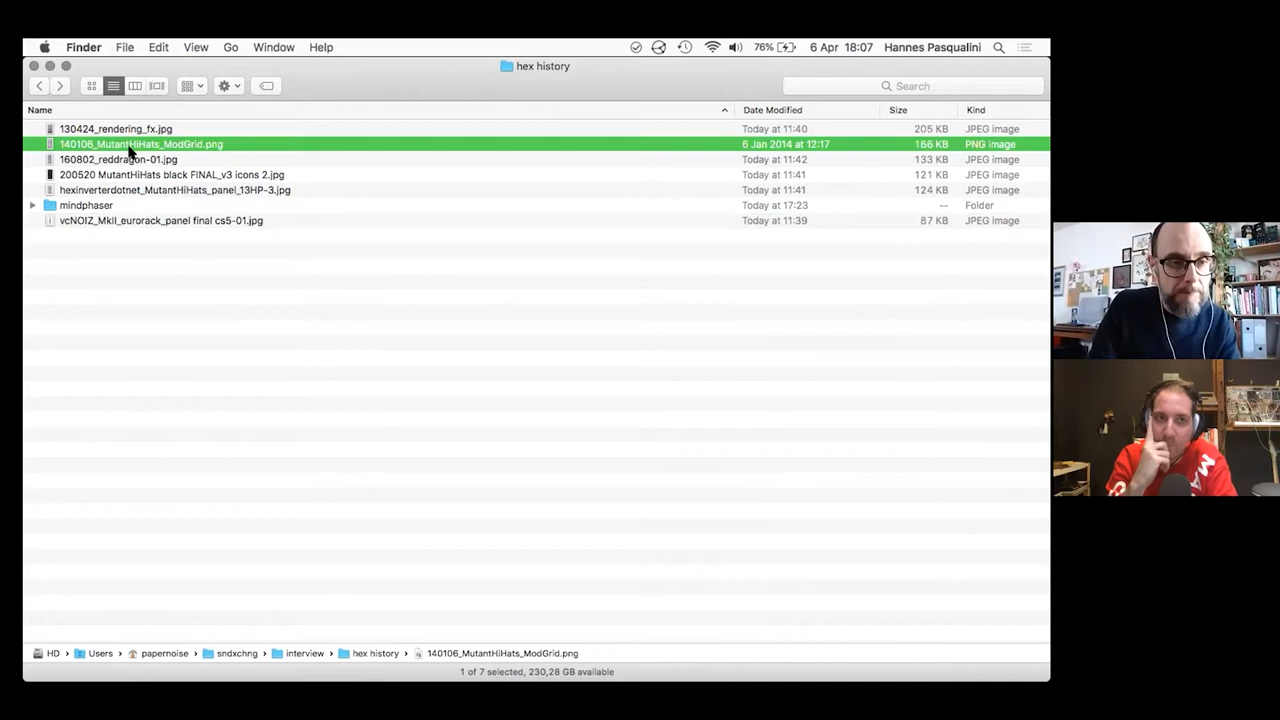 Finder File Edit View Go Window Help 76% 6 Apr 18:07 Hannes Pasqualini
hex history
Search
Name Date Modified Size Kind
130424_rendering_fx.jpg Today at 11:40 205 KB JPEG image
140106_MutantHiHats_ModGrid.png 6 Jan 2014 at 12:17 166 KB PNG image
160802_reddragon-01.jpg Today at 11:42 133 KB JPEG image
200520 MutantHiHats black FINAL_v3 icons 2.jpg Today at 11:41 121 KB JPEG image
hexinverterdotnet_MutantHiHats_panel_13HP-3.jpg Today at 11:41 124 KB JPEG image
mindphaser Today at 17:23 -- Folder
vcNOIZ_MkII_eurorack_panel final cs5-01.jpg Today at 11:39 87 KB JPEG image
HD Users papernoise sndxchng interview hex history 140106_MutantHiHats_ModGrid.png
1 of 7 selected, 230,28 GB available